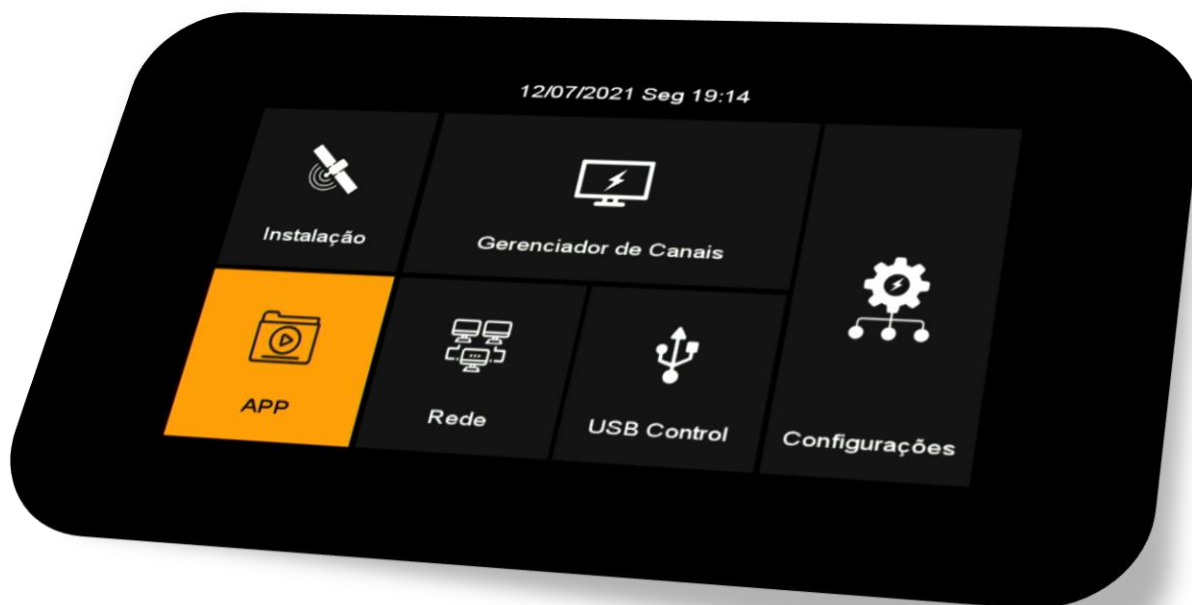 12/07/2021 Seg 19:14
Instalação
Gerenciador de Canais
APP
Rede
USB Control
Configurações